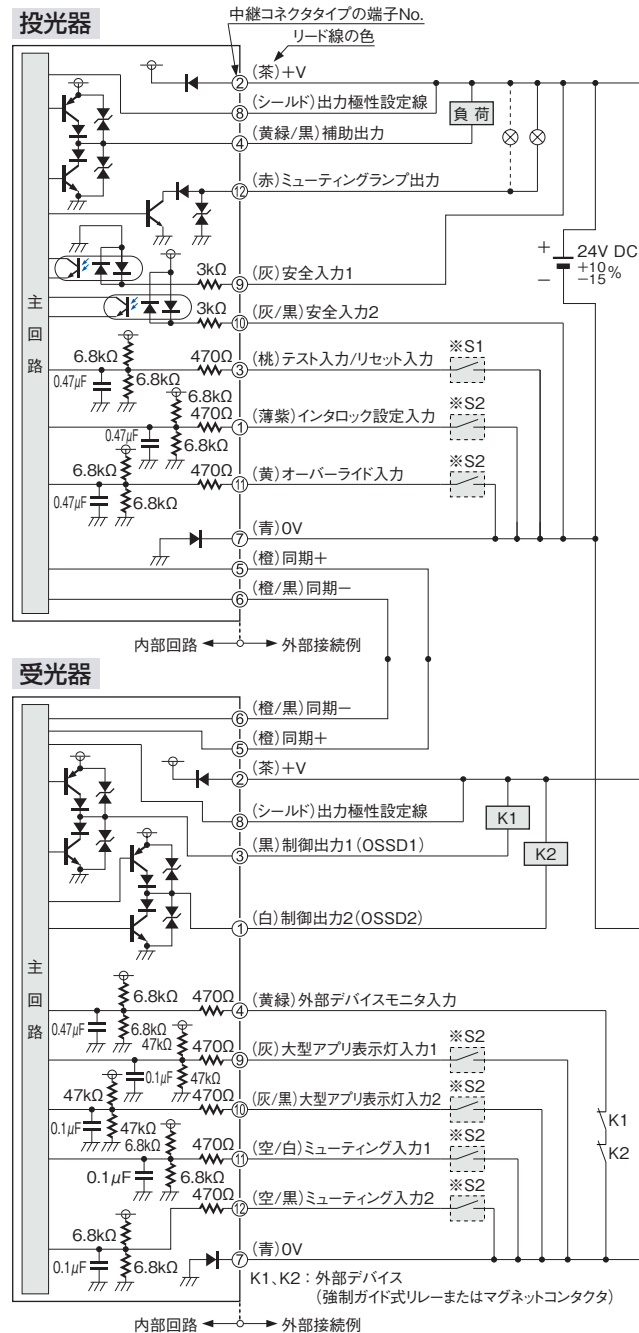 投光器
中継コネクタタイプの端子No.
リード線の色
主回路
② (茶)+V
⑧ (シールド)出力極性設定線
④ (黄緑/黒)補助出力
負荷
⑫ (赤)ミューティングランプ出力
+
−
24V DC
+10
−15 %
3kΩ ⑨ (灰)安全入力1
3kΩ ⑩ (灰/黒)安全入力2
6.8kΩ
0.47μF
6.8kΩ
470Ω ③ (桃)テスト入力/リセット入力
※S1
6.8kΩ
0.47μF
6.8kΩ
470Ω ① (薄紫)インタロック設定入力
※S2
6.8kΩ
0.47μF
6.8kΩ
470Ω ⑪ (黄)オーバーライド入力
※S2
⑦ (青)0V
⑤ (橙)同期+
⑥ (橙/黒)同期−
内部回路 外部接続例
受光器
主回路
⑥ (橙/黒)同期−
⑤ (橙)同期+
② (茶)+V
⑧ (シールド)出力極性設定線
K1
③ (黒)制御出力1(OSSD1)
K2
① (白)制御出力2(OSSD2)
6.8kΩ
0.47μF
6.8kΩ
470Ω ④ (黄緑)外部デバイスモニタ入力
47kΩ
0.1μF
47kΩ
470Ω ⑨ (灰)大型アプリ表示灯入力1
※S2
47kΩ
0.1μF
47kΩ
470Ω ⑩ (灰/黒)大型アプリ表示灯入力2
※S2
K1
K2
6.8kΩ
0.1μF
6.8kΩ
470Ω ⑪ (空/白)ミューティング入力1
※S2
6.8kΩ
0.1μF
6.8kΩ
470Ω ⑫ (空/黒)ミューティング入力2
※S2
⑦ (青)0V
K1、K2 : 外部デバイス
(強制ガイド式リレーまたはマグネットコンタクタ)
内部回路 外部接続例